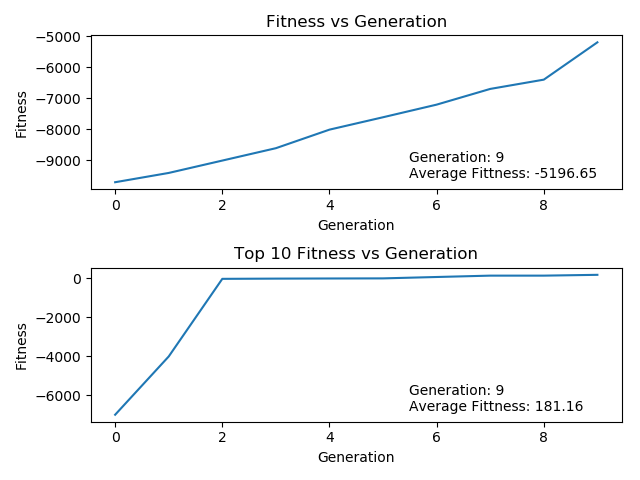 Fitness vs Generation
−5000
−6000
−7000
−8000
−9000
Fitness
Generation: 9
Average Fittness: -5196.65
0 2 4 6 8
Generation
Top 10 Fitness vs Generation
0
−2000
−4000
−6000
Fitness
Generation: 9
Average Fittness: 181.16
0 2 4 6 8
Generation